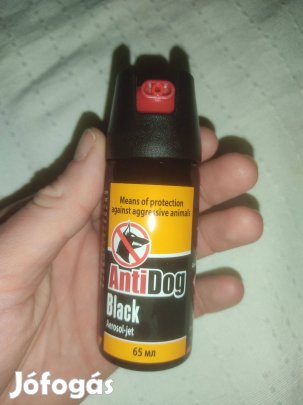 Means of protection
against aggressive animals
AntiDog
Black
Aerosol-jet
65 мл
Jófogás